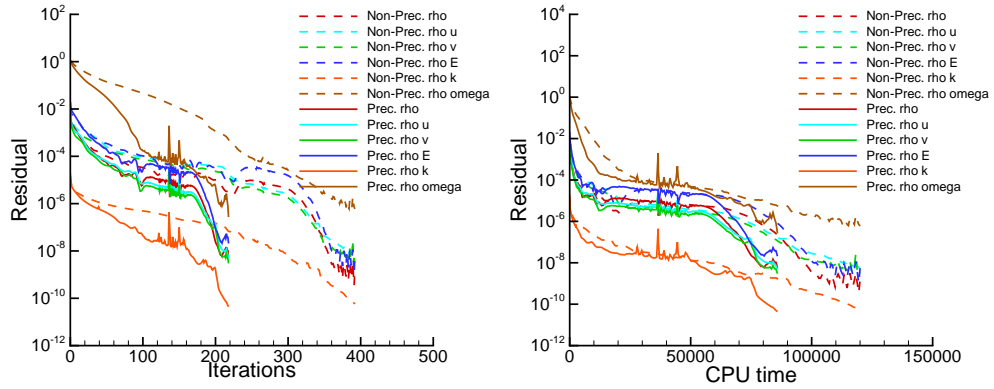 10^2
10^0
10^-2
10^-4
10^-6
10^-8
10^-10
10^-12
Residual
0
100
200
300
400
500
Iterations
Non-Prec. rho
Non-Prec. rho u
Non-Prec. rho v
Non-Prec. rho E
Non-Prec. rho k
Non-Prec. rho omega
Prec. rho
Prec. rho u
Prec. rho v
Prec. rho E
Prec. rho k
Prec. rho omega
10^4
10^2
10^0
10^-2
10^-4
10^-6
10^-8
10^-10
10^-12
Residual
0
50000
100000
150000
CPU time
Non-Prec. rho
Non-Prec. rho u
Non-Prec. rho v
Non-Prec. rho E
Non-Prec. rho k
Non-Prec. rho omega
Prec. rho
Prec. rho u
Prec. rho v
Prec. rho E
Prec. rho k
Prec. rho omega